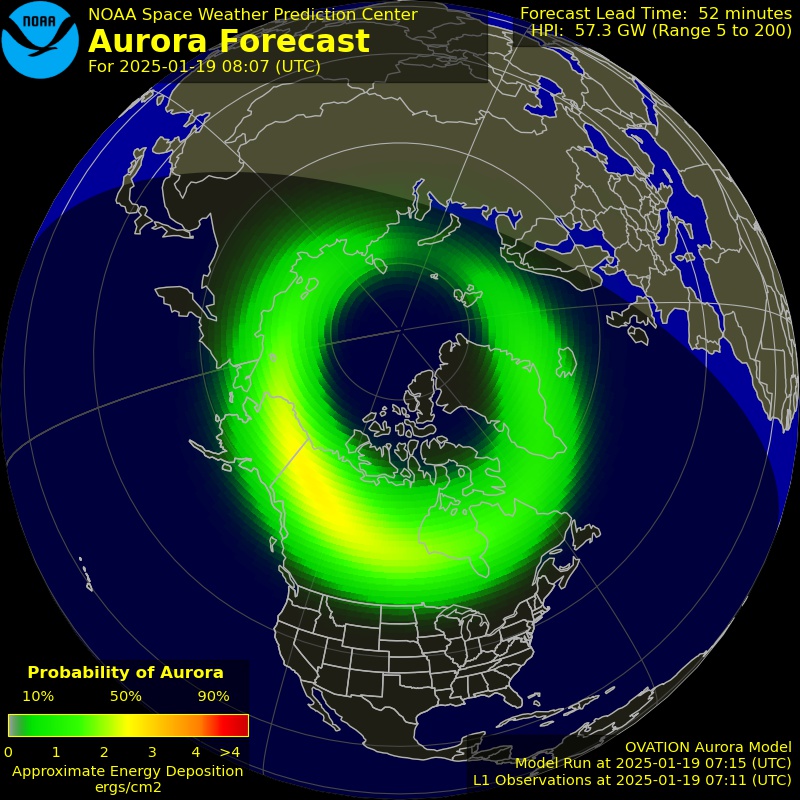 NOAA
NOAA Space Weather Prediction Center
Aurora Forecast
For 2025-01-19 08:07 (UTC)
Forecast Lead Time: 52 minutes
HPI: 57.3 GW (Range 5 to 200)
Probability of Aurora
10% 50% 90%
0 1 2 3 4 >4
Approximate Energy Deposition
ergs/cm2
OVATION Aurora Model
Model Run at 2025-01-19 07:15 (UTC)
L1 Observations at 2025-01-19 07:11 (UTC)